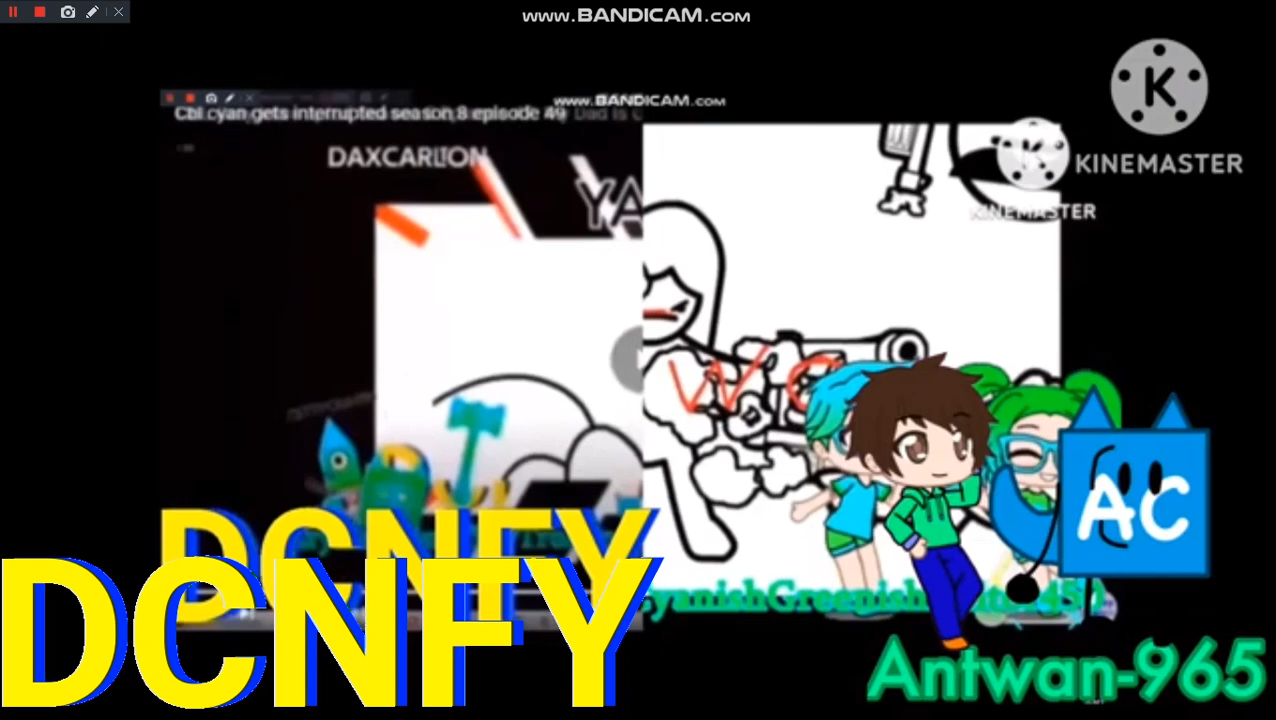 www.BANDICAM.com
www.BANDICAM.com
Cbl cyan gets interrupted season 8 episode 49
DAXCARLTON
YA
KINEMASTER
KINEMASTER
AC
DCNFY
DCNFY
Antwan-965